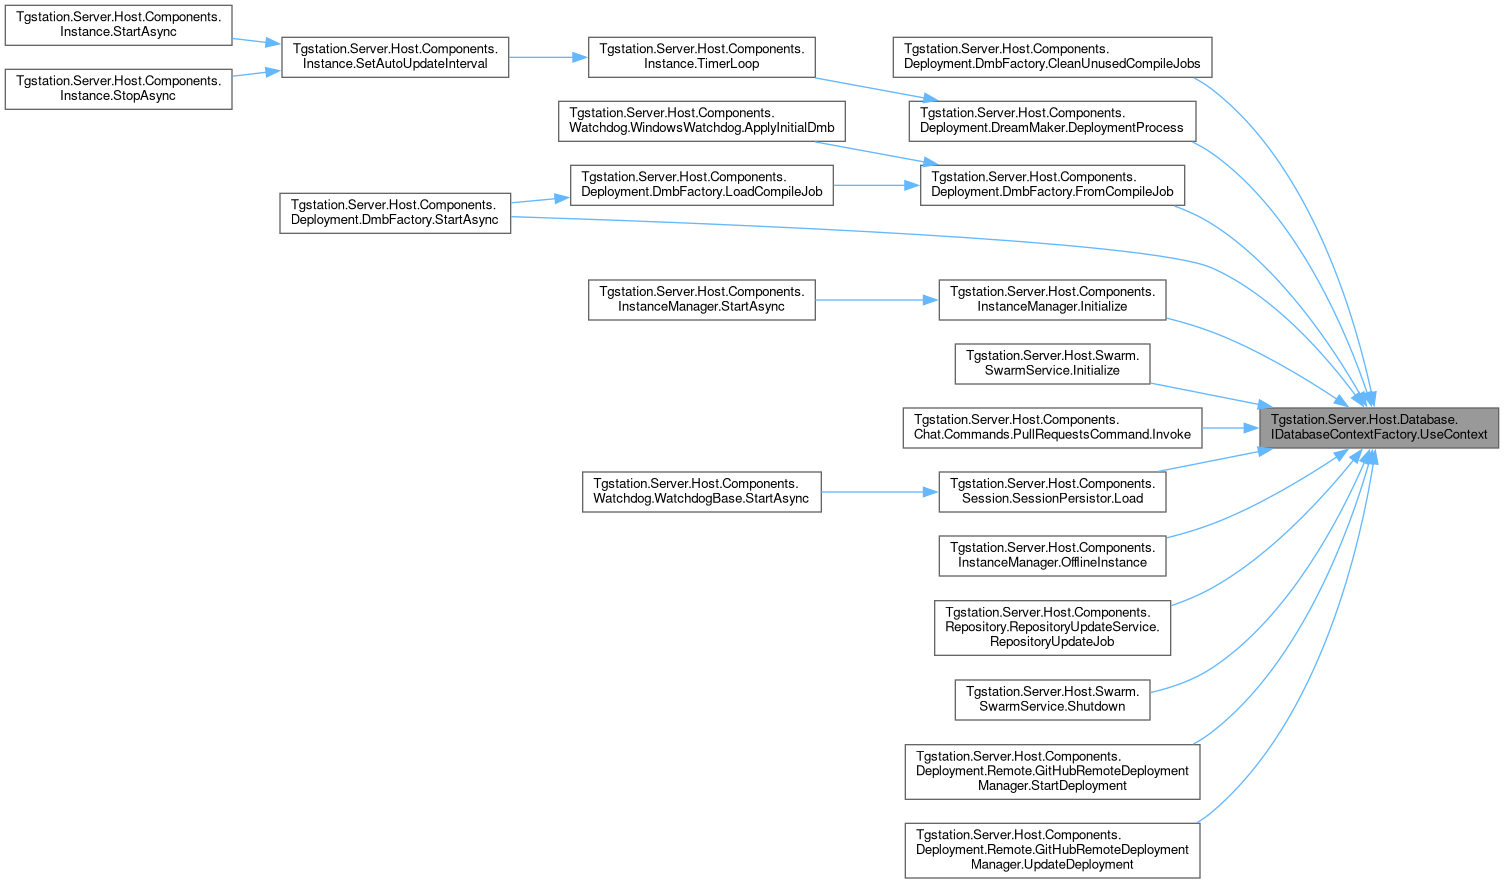 Tgstation.Server.Host.Components.
Instance.StartAsync
Tgstation.Server.Host.Components.
Instance.StopAsync
Tgstation.Server.Host.Components.
Instance.SetAutoUpdateInterval
Tgstation.Server.Host.Components.
Instance.TimerLoop
Tgstation.Server.Host.Components.
Deployment.DmbFactory.CleanUnusedCompileJobs
Tgstation.Server.Host.Components.
Watchdog.WindowsWatchdog.ApplyInitialDmb
Tgstation.Server.Host.Components.
Deployment.DreamMaker.DeploymentProcess
Tgstation.Server.Host.Components.
Deployment.DmbFactory.LoadCompileJob
Tgstation.Server.Host.Components.
Deployment.DmbFactory.FromCompileJob
Tgstation.Server.Host.Components.
Deployment.DmbFactory.StartAsync
Tgstation.Server.Host.Components.
InstanceManager.StartAsync
Tgstation.Server.Host.Components.
InstanceManager.Initialize
Tgstation.Server.Host.Swarm.
SwarmService.Initialize
Tgstation.Server.Host.Components.
Chat.Commands.PullRequestsCommand.Invoke
Tgstation.Server.Host.Database.
IDatabaseContextFactory.UseContext
Tgstation.Server.Host.Components.
Watchdog.WatchdogBase.StartAsync
Tgstation.Server.Host.Components.
Session.SessionPersistor.Load
Tgstation.Server.Host.Components.
InstanceManager.OfflineInstance
Tgstation.Server.Host.Components.
Repository.RepositoryUpdateService.
RepositoryUpdateJob
Tgstation.Server.Host.Swarm.
SwarmService.Shutdown
Tgstation.Server.Host.Components.
Deployment.Remote.GitHubRemoteDeployment
Manager.StartDeployment
Tgstation.Server.Host.Components.
Deployment.Remote.GitHubRemoteDeployment
Manager.UpdateDeployment